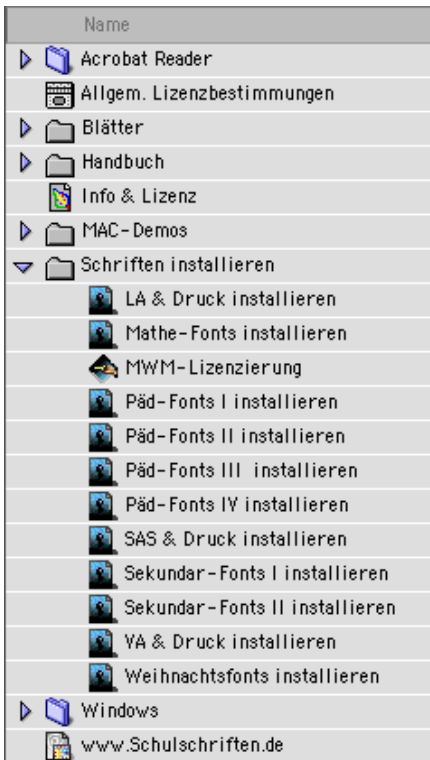 Name
Acrobat Reader
Allgem. Lizenzbestimmungen
Blätter
Handbuch
Info & Lizenz
MAC-Demos
Schriften installieren
LA & Druck installieren
Mathe-Fonts installieren
MWM-Lizenzierung
Päd-Fonts I installieren
Päd-Fonts II installieren
Päd-Fonts III installieren
Päd-Fonts IV installieren
SAS & Druck installieren
Sekundar-Fonts I installieren
Sekundar-Fonts II installieren
VA & Druck installieren
Weihnachtsfonts installieren
Windows
www.Schulschriften.de